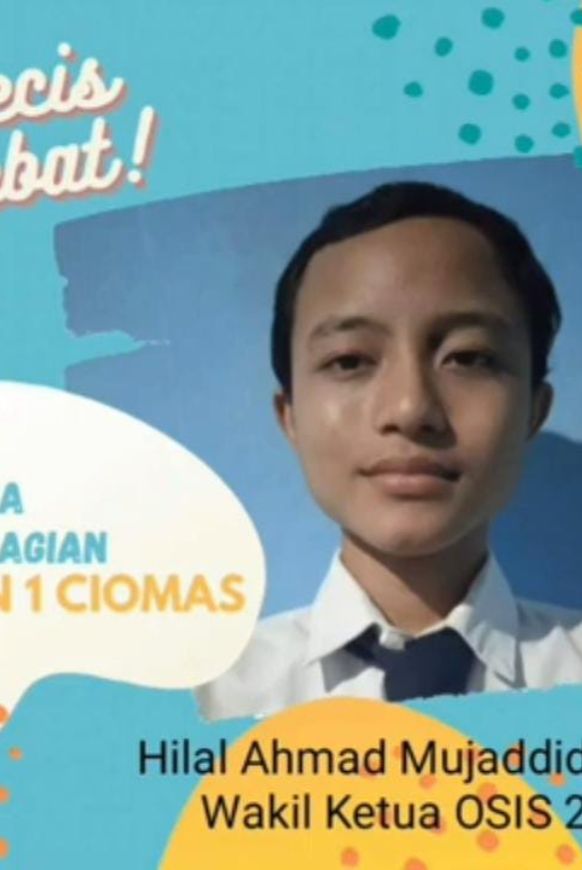 ecis
bat!
A
AGIAN
N 1 CIOMAS
Hilal Ahmad Mujaddid
Wakil Ketua OSIS 2